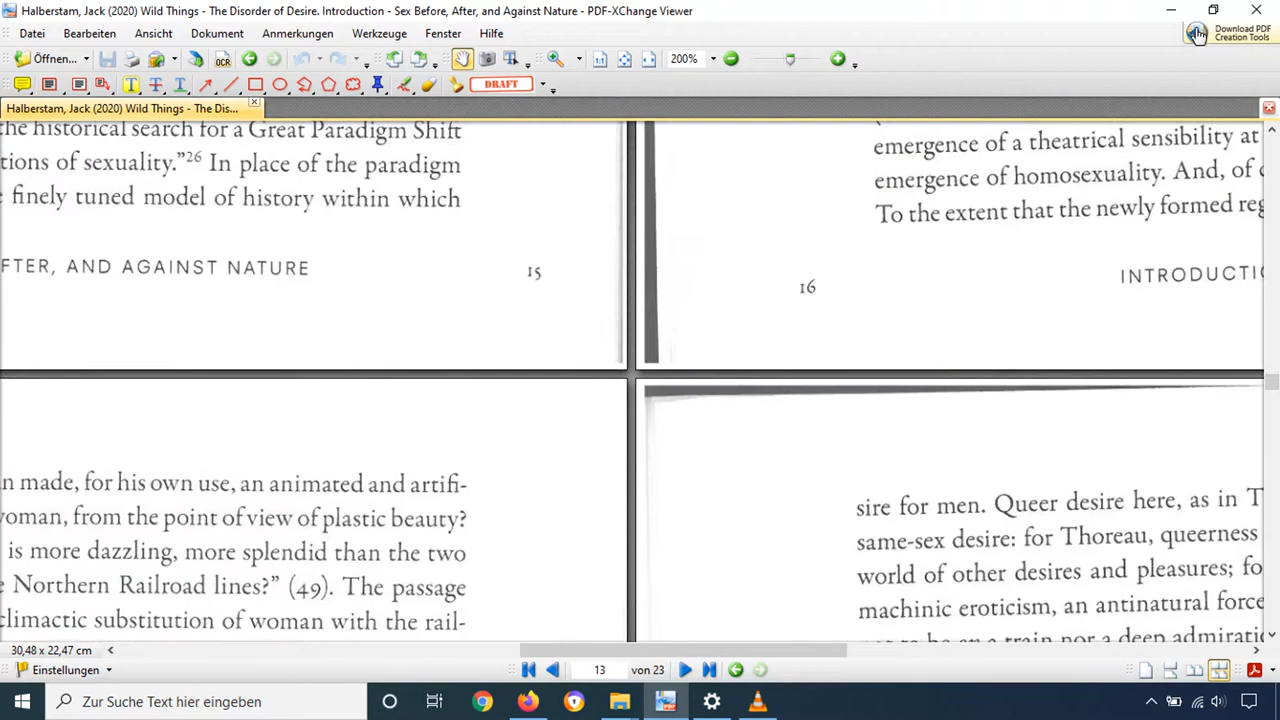 Halberstam, Jack (2020) Wild Things - The Disorder of Desire. Introduction - Sex Before, After, and Against Nature - PDF-XChange Viewer
Datei Bearbeiten Ansicht Dokument Anmerkungen Werkzeuge Fenster Hilfe
Download PDF
Creation Tools
Öffnen... OCR 200%
DRAFT
Halberstam, Jack (2020) Wild Things - The Dis...
the historical search for a Great Paradigm Shift
tions of sexuality.”26 In place of the paradigm
finely tuned model of history within which
FTER, AND AGAINST NATURE 15
emergence of a theatrical sensibility at
emergence of homosexuality. And, of
To the extent that the newly formed reg
16 INTRODUCTI
n made, for his own use, an animated and artifi-
woman, from the point of view of plastic beauty?
is more dazzling, more splendid than the two
Northern Railroad lines?” (49). The passage
climactic substitution of woman with the rail-
sire for men. Queer desire here, as in T
same-sex desire: for Thoreau, queerness
world of other desires and pleasures; fo
machinic eroticism, an antinatural force
a train nor a deep admirati
30,48 x 22,47 cm
Einstellungen 13 von 23
Zur Suche Text hier eingeben